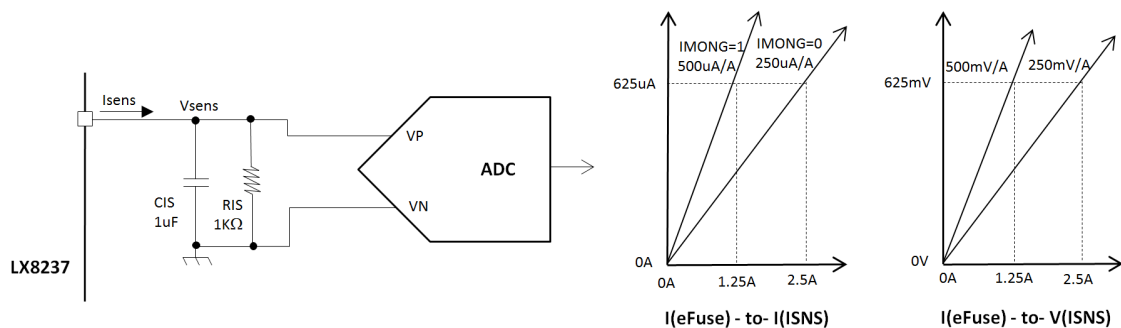 Isens
Vsens
VP
ADC
VN
CIS
1uF
RIS
1KΩ
LX8237
IMONG=1
500uA/A
IMONG=0
250uA/A
625uA
0A
0A
1.25A
2.5A
I(eFuse) - to- I(ISNS)
500mV/A
250mV/A
625mV
0V
0A
1.25A
2.5A
I(eFuse) - to- V(ISNS)